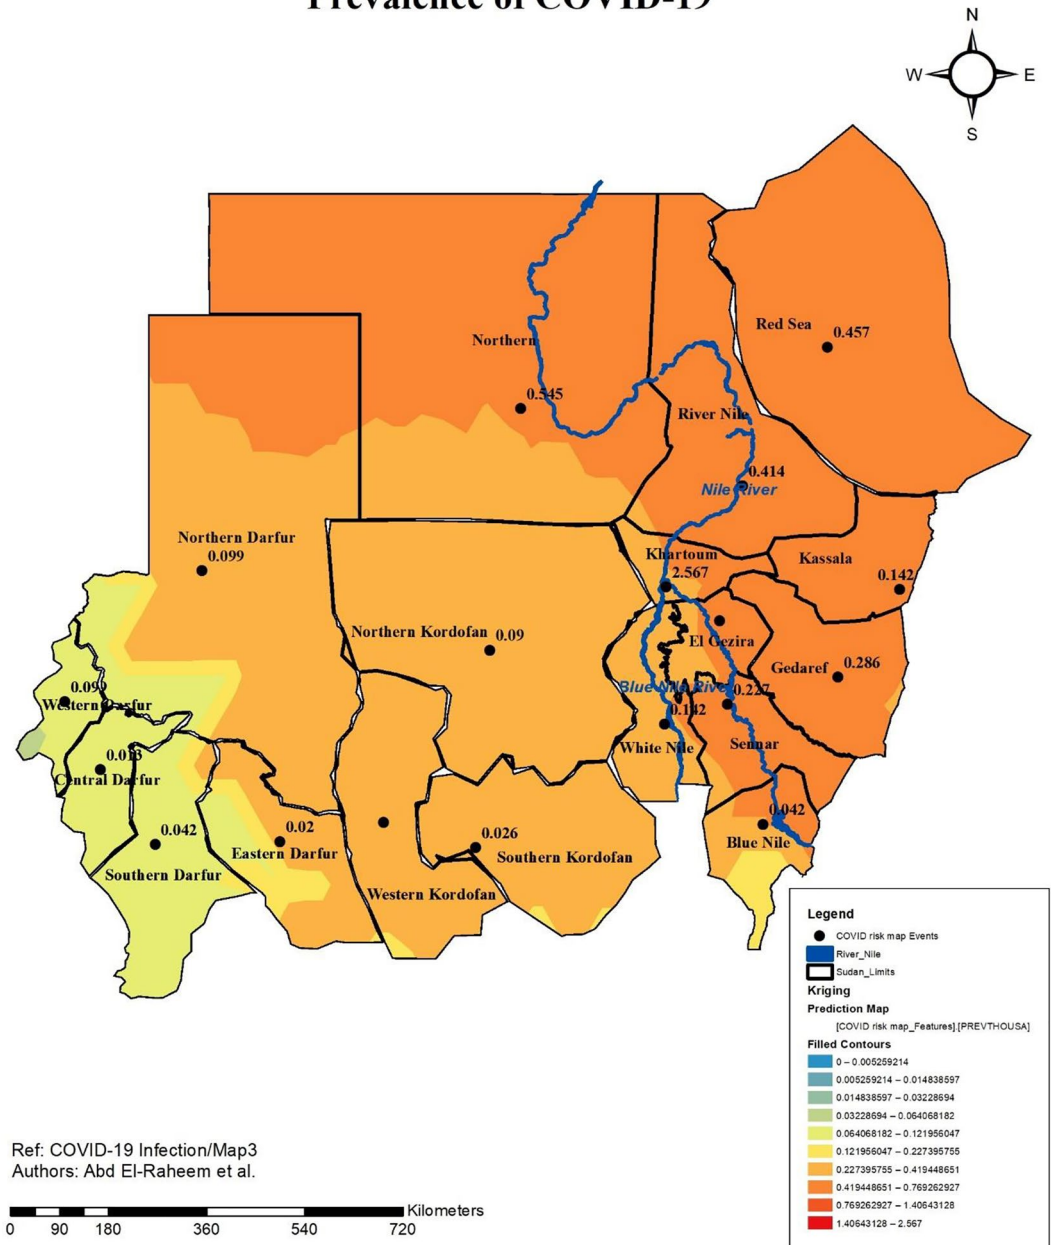 Prevalence of COVID-19
N
W
E
S
Red Sea
0.457
Northern
0.545
River Nile
0.414
Nile River
Northern Darfur
0.099
Khartoum
2.567
Kassala
0.142
Northern Kordofan
0.09
El Gezira
Gedaref
0.286
Blue Nile River
0.227
0.142
White Nile
Sennar
Western Darfur
Central Darfur
0.042
Southern Darfur
0.02
Eastern Darfur
0.026
Southern Kordofan
Western Kordofan
0.042
Blue Nile
Legend
COVID risk map Events
River_Nile
Sudan_Limits
Kriging
Prediction Map
[COVID risk map_Features].[PREVTHOUSA]
Filled Contours
0 – 0.005259214
0.005259214 – 0.014838597
0.014838597 – 0.03228694
0.03228694 – 0.064068182
0.064068182 – 0.121956047
0.121956047 – 0.227395755
0.227395755 – 0.419448651
0.419448651 – 0.769262927
0.769262927 – 1.40643128
1.40643128 – 2.567
Ref: COVID-19 Infection/Map3
Authors: Abd El-Raheem et al.
Kilometers
0 90 180 360 540 720